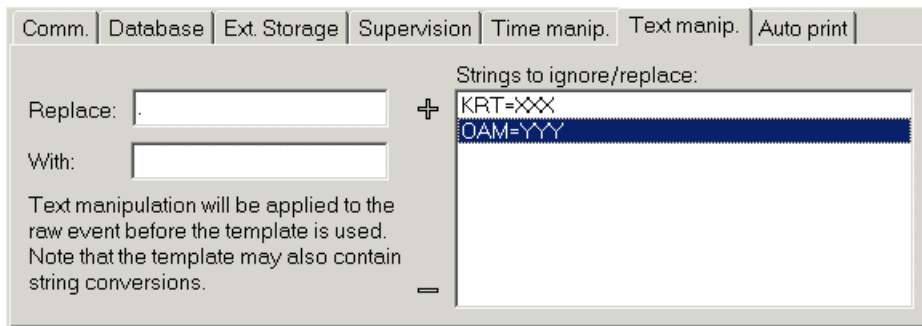 Comm. Database Ext. Storage Supervision Time manip. Text manip. Auto print
Strings to ignore/replace:
Replace: .
KRT=XXX
OAM=YYY
With:
Text manipulation will be applied to the
raw event before the template is used.
Note that the template may also contain
string conversions.